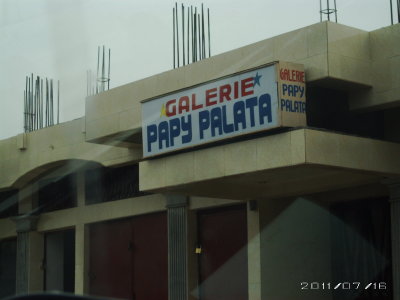 GALERIE
PAPY PALATA
GALERIE
PAPY
PALATA
2011/07/16